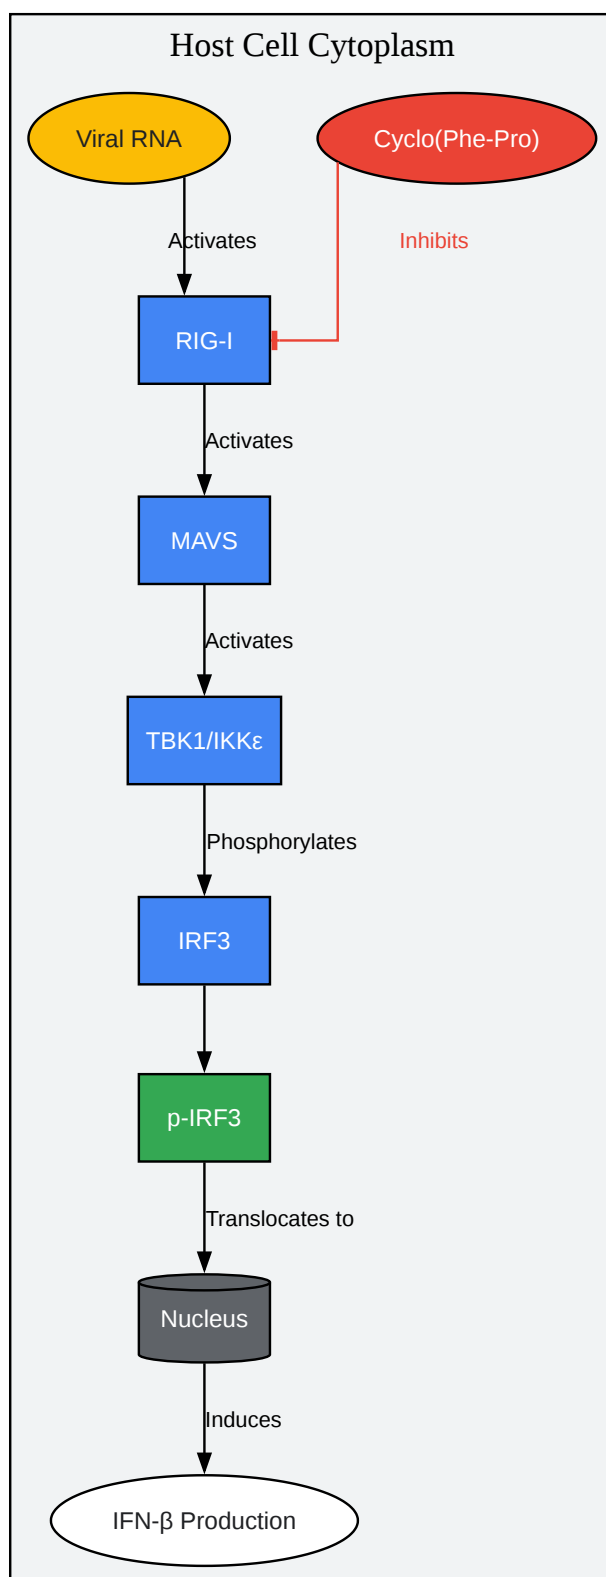 Host Cell Cytoplasm
Viral RNA
Cyclo(Phe-Pro)
Activates
Inhibits
RIG-I
Activates
MAVS
Activates
TBK1/IKKε
Phosphorylates
IRF3
p-IRF3
Translocates to
Nucleus
Induces
IFN-β Production